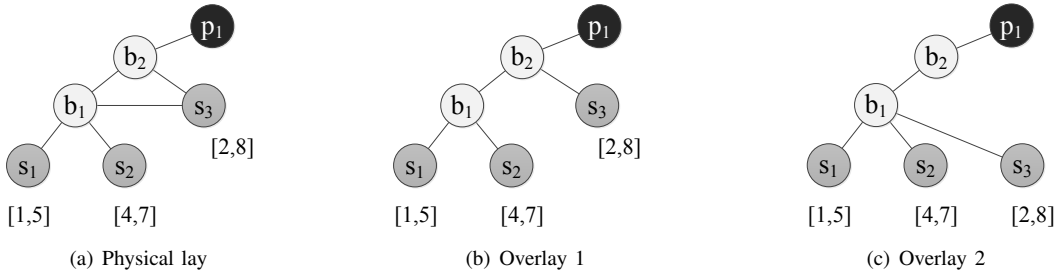 p₁
b₂
b₁
s₃
[2,8]
s₁
s₂
[1,5]
[4,7]
(a) Physical lay
p₁
b₂
b₁
s₃
[2,8]
s₁
s₂
[1,5]
[4,7]
(b) Overlay 1
p₁
b₂
b₁
s₁
s₂
s₃
[1,5]
[4,7]
[2,8]
(c) Overlay 2